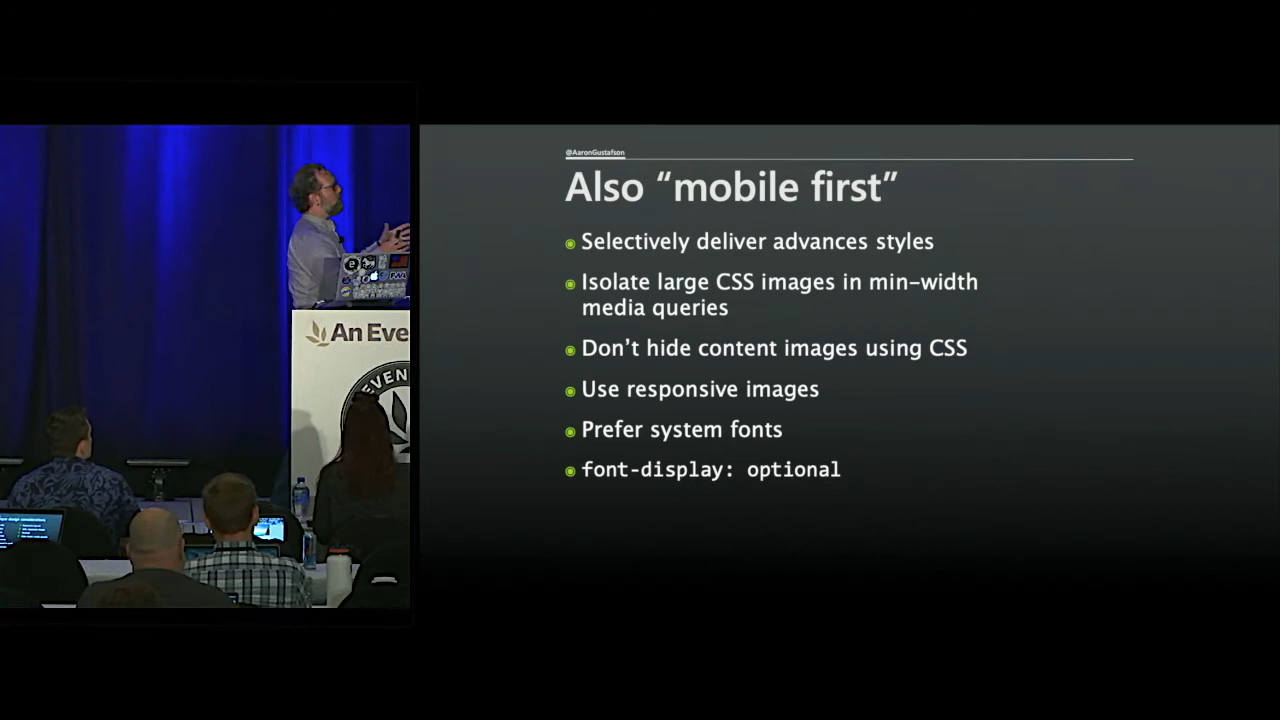 @AaronGustafson
Also “mobile first”
Selectively deliver advances styles
Isolate large CSS images in min-width
media queries
Don’t hide content images using CSS
Use responsive images
Prefer system fonts
font-display: optional
An Eve
EVEN